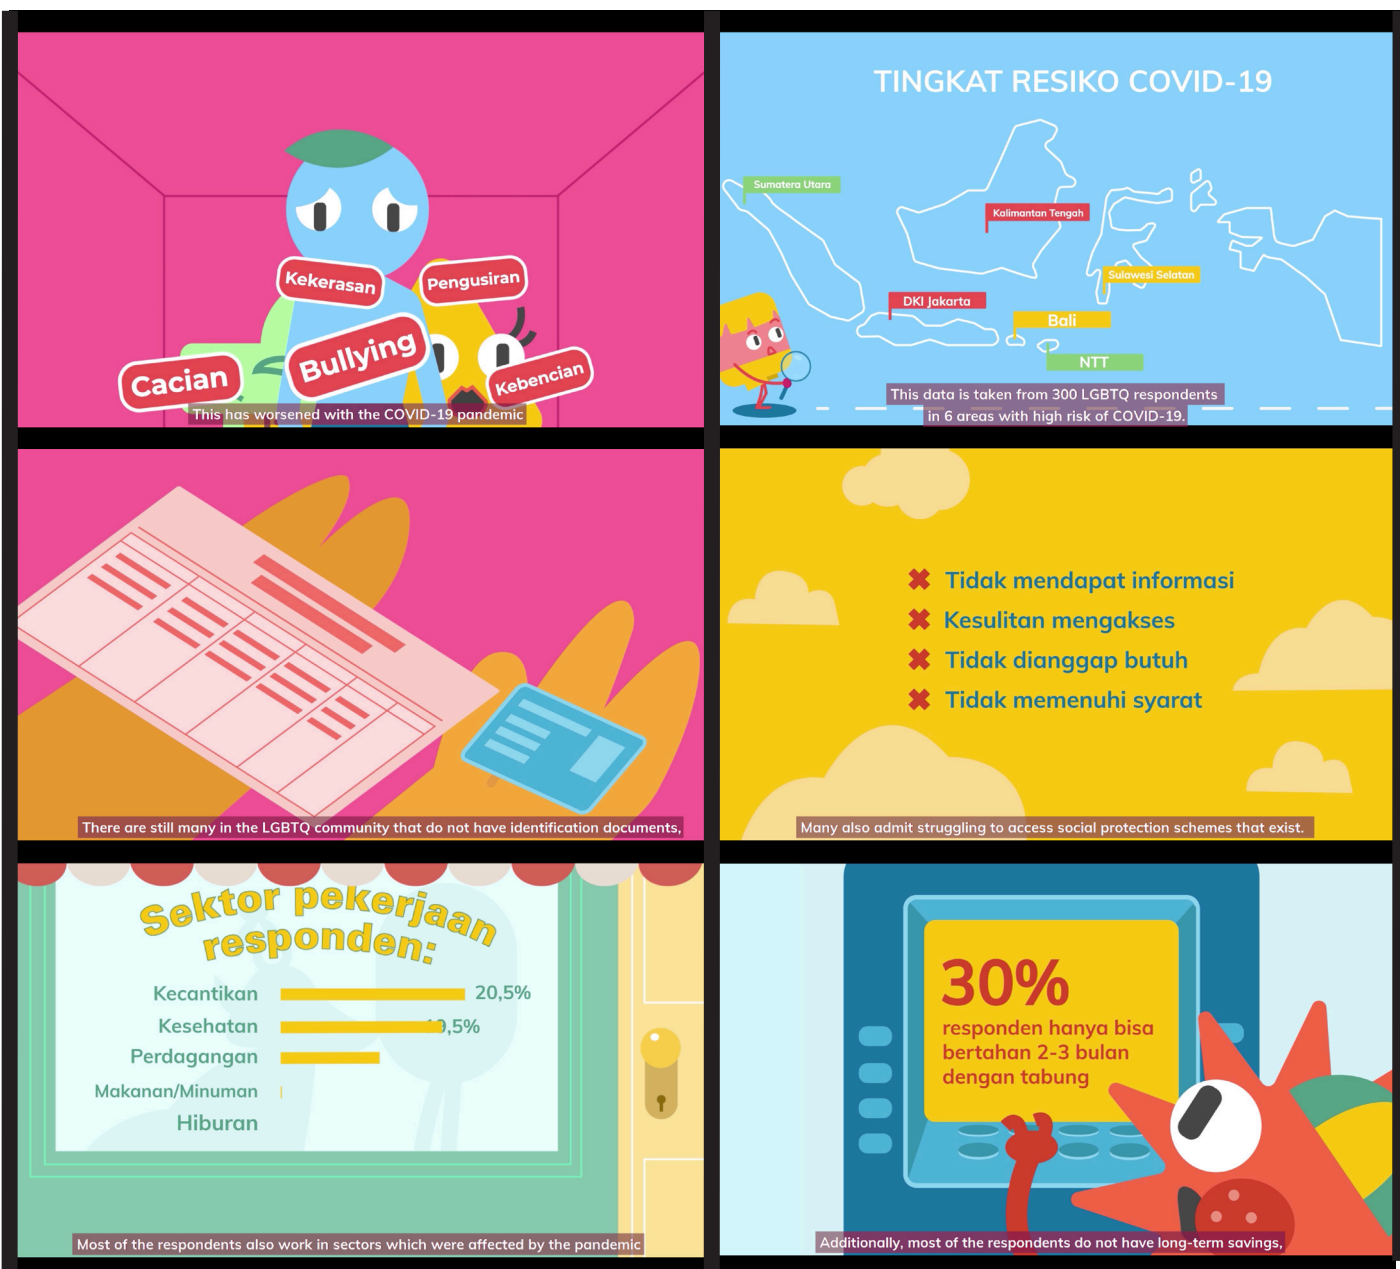 Kekerasan
Pengusiran
Bullying
Cacian
Kebencian
This has worsened with the COVID-19 pandemic
TINGKAT RESIKO COVID-19
Sumatera Utara
Kalimantan Tengah
Sulawesi Selatan
DKI Jakarta
Bali
NTT
This data is taken from 300 LGBTQ respondents
in 6 areas with high risk of COVID-19.
There are still many in the LGBTQ community that do not have identification documents,
✖ Tidak mendapat informasi
✖ Kesulitan mengakses
✖ Tidak dianggap butuh
✖ Tidak memenuhi syarat
Many also admit struggling to access social protection schemes that exist.
Sektor pekerjaan
responden:
Kecantikan 20,5%
Kesehatan
Perdagangan
Makanan/Minuman
Hiburan
Most of the respondents also work in sectors which were affected by the pandemic
30%
responden hanya bisa
bertahan 2-3 bulan
dengan tabung
Additionally, most of the respondents do not have long-term savings,